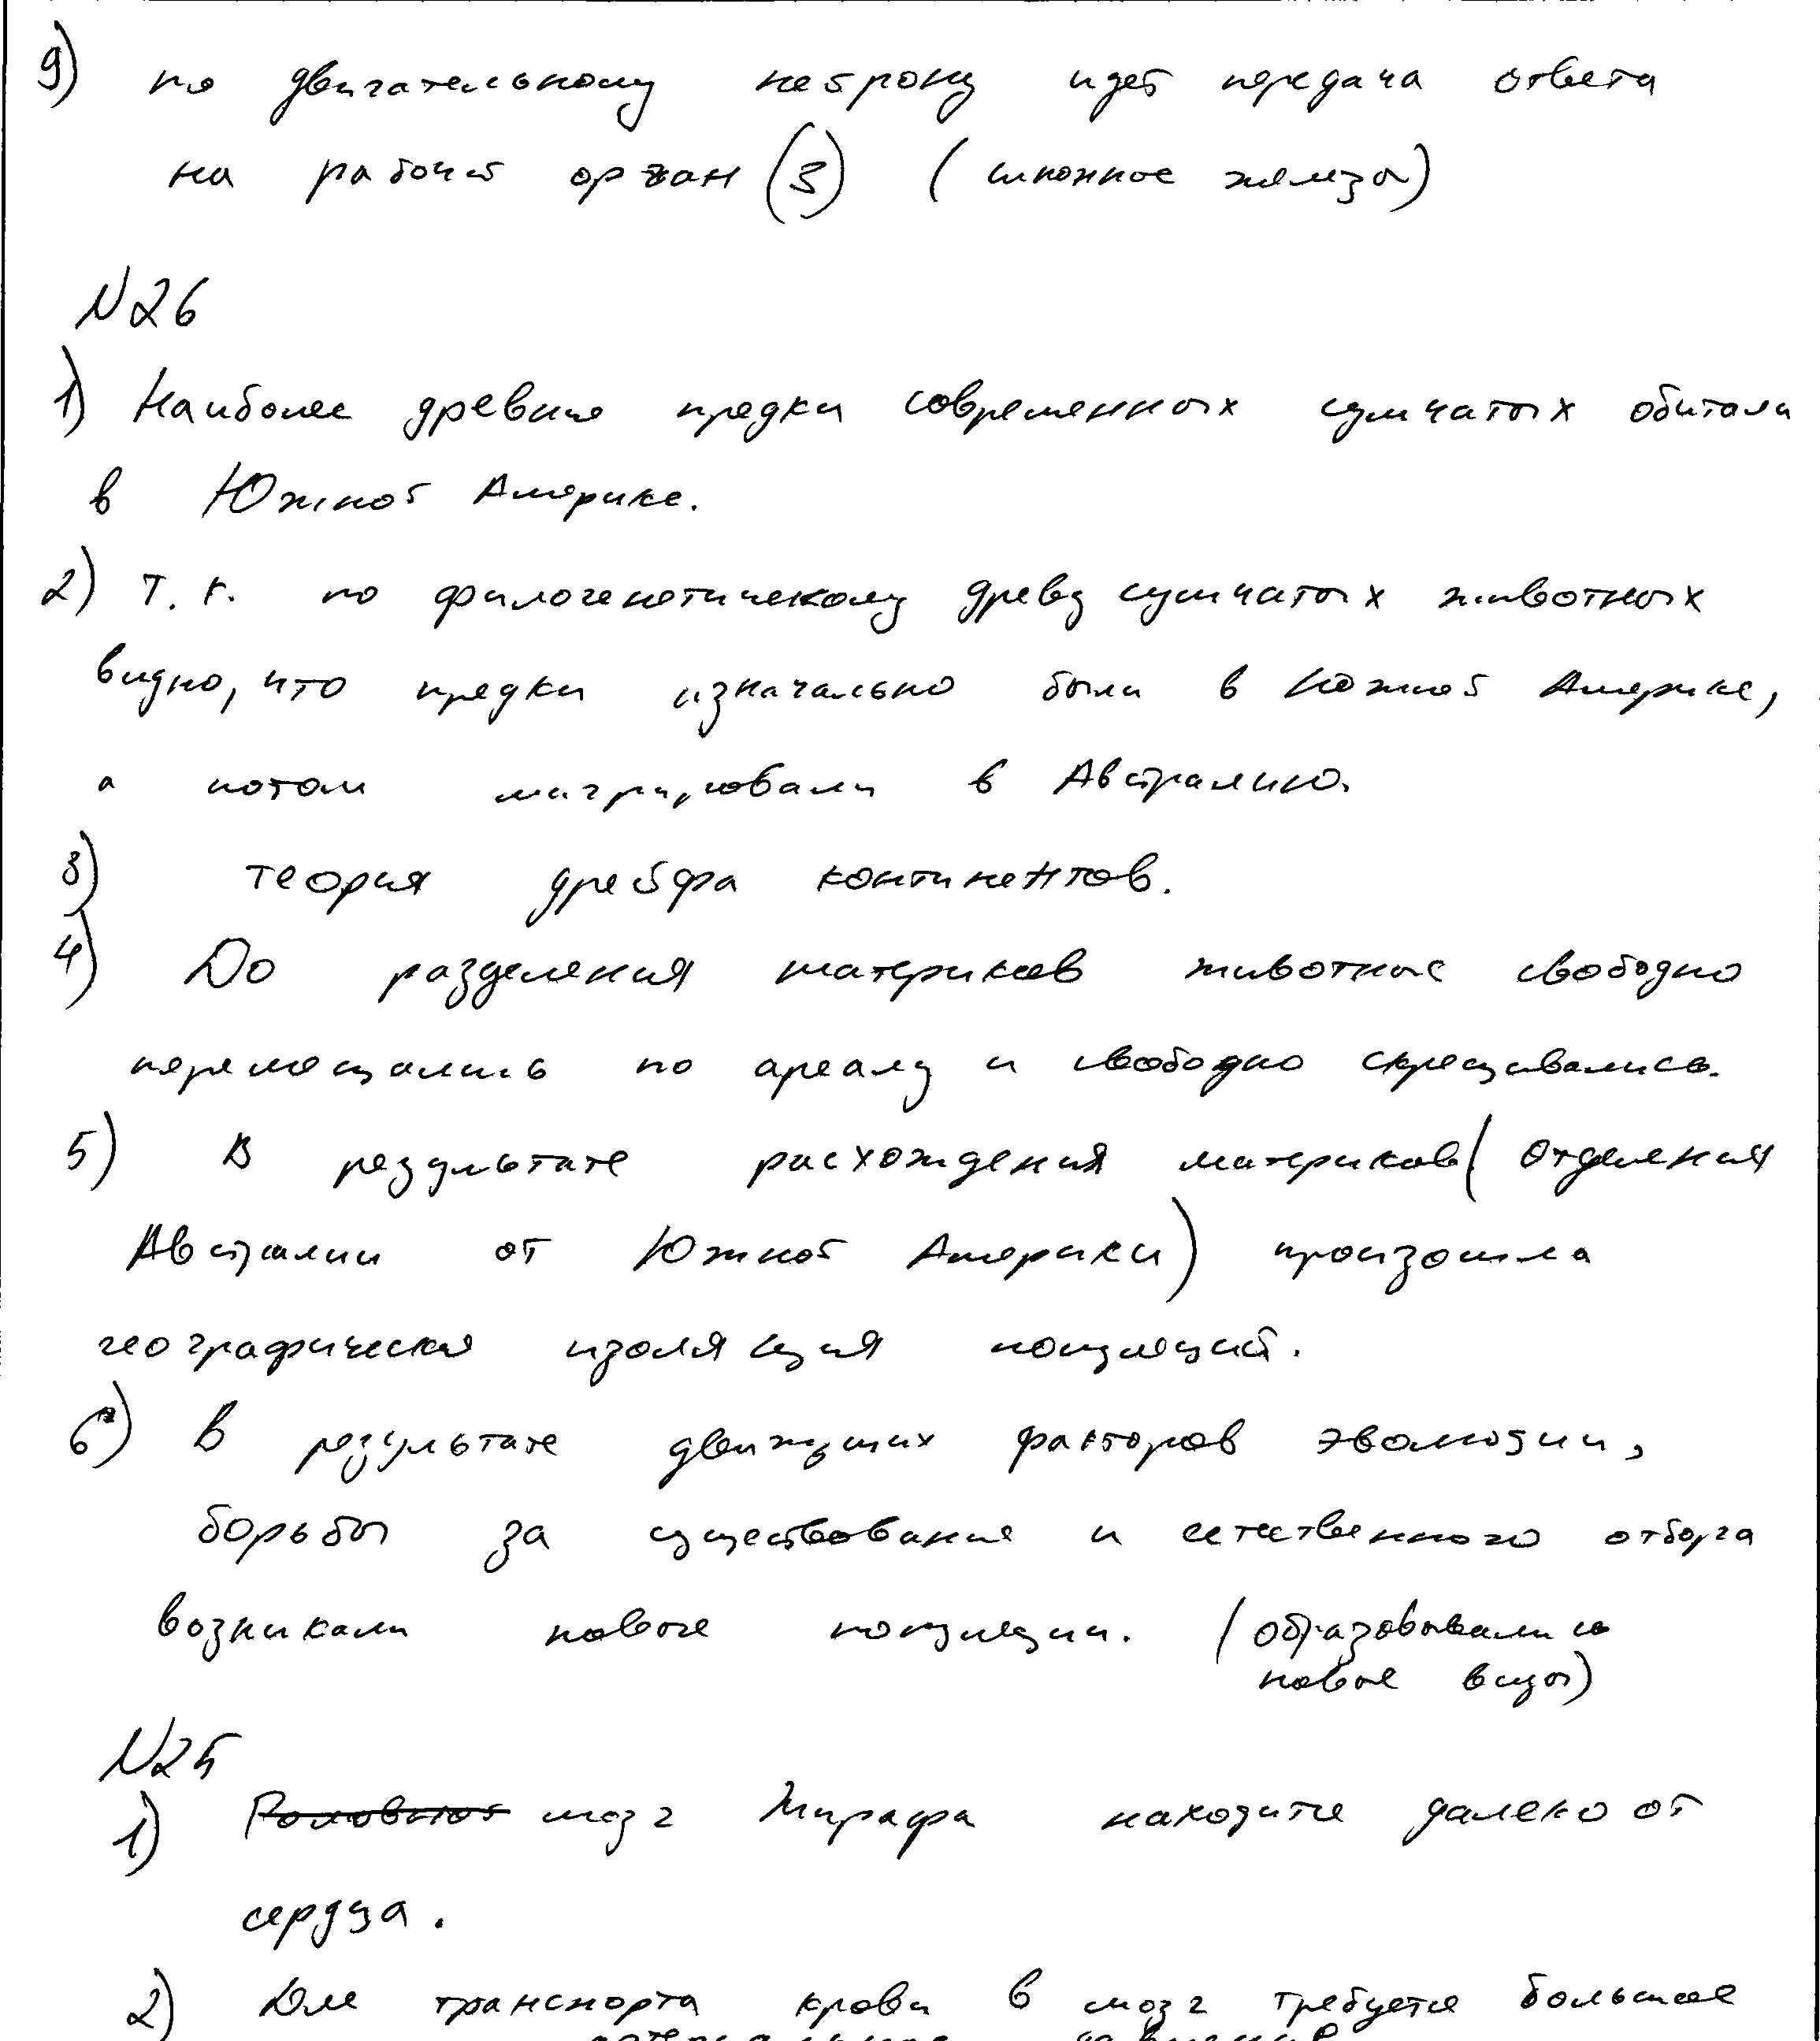 9) по двигательному нейрону идет передача ответа
на рабочий орган (3) (слюнные железы)
N26
1) Наиболее древние предки современных сумчатых обитали
в Южной Америке.
2) Т.к. по филогенетическому древу сумчатых животных
видно, что предки изначально были в Южной Америке,
а потом мигрировали в Австралию.
3) теория дрейфа континентов.
4) До разделения материков животные свободно
перемещались по ареалу и свободно скрещивались.
5) В результате расхождения материков (отделения
Австралии от Южной Америки) произошла
географическая изоляция популяций.
6) В результате движущих факторов эволюции,
борьбы за существование и естественного отбора
возникали новые популяции. (образовывались
новые виды)
N25
1) Головной мозг Жирафа находится далеко от
сердца.
2) Для транспорта крови в мозг требуется большое
давление